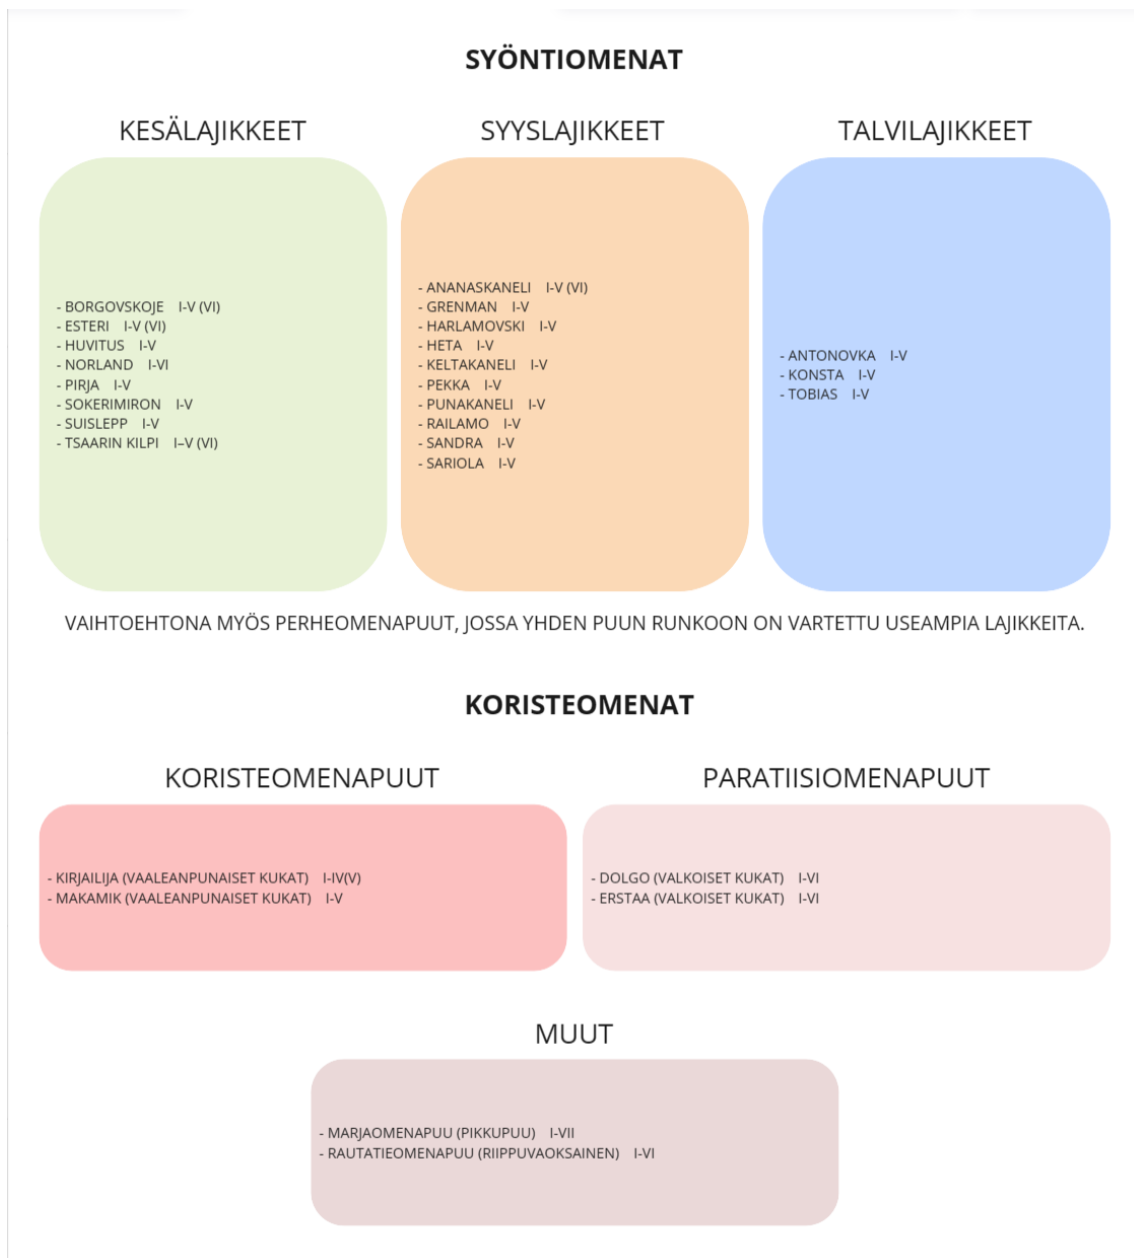 SYÖNTIOMENAT
KESÄLAJIKKEET
- BORGOVSKOJE I-V (VI)
- ESTERI I-V (VI)
- HUVITUS I-V
- NORLAND I-VI
- PIRJA I-V
- SOKERIMIRON I-V
- SUISLEPP I-V
- TSAARIN KILPI I–V (VI)
SYYSLAJIKKEET
- ANANASKANELI I-V (VI)
- GRENMAN I-V
- HARLAMOVSKI I-V
- HETA I-V
- KELTAKANELI I-V
- PEKKA I-V
- PUNAKANELI I-V
- RAILAMO I-V
- SANDRA I-V
- SARIOLA I-V
TALVILAJIKKEET
- ANTONOVKA I-V
- KONSTA I-V
- TOBIAS I-V
VAIHTOEHTONA MYÖS PERHEOMENAPUUT, JOSSA YHDEN PUUN RUNKOON ON VARTETTU USEAMPIA LAJIKKEITA.
KORISTEOMENAT
KORISTEOMENAPUUT
- KIRJAILIJA (VAALEANPUNAISET KUKAT) I-IV(V)
- MAKAMIK (VAALEANPUNAISET KUKAT) I-V
PARATIISIOMENAPUUT
- DOLGO (VALKOISET KUKAT) I-VI
- ERSTAA (VALKOISET KUKAT) I-VI
MUUT
- MARJAOMENAPUU (PIKKUPUU) I-VII
- RAUTATIEOMENAPUU (RIIPPUVAOKSAINEN) I-VI